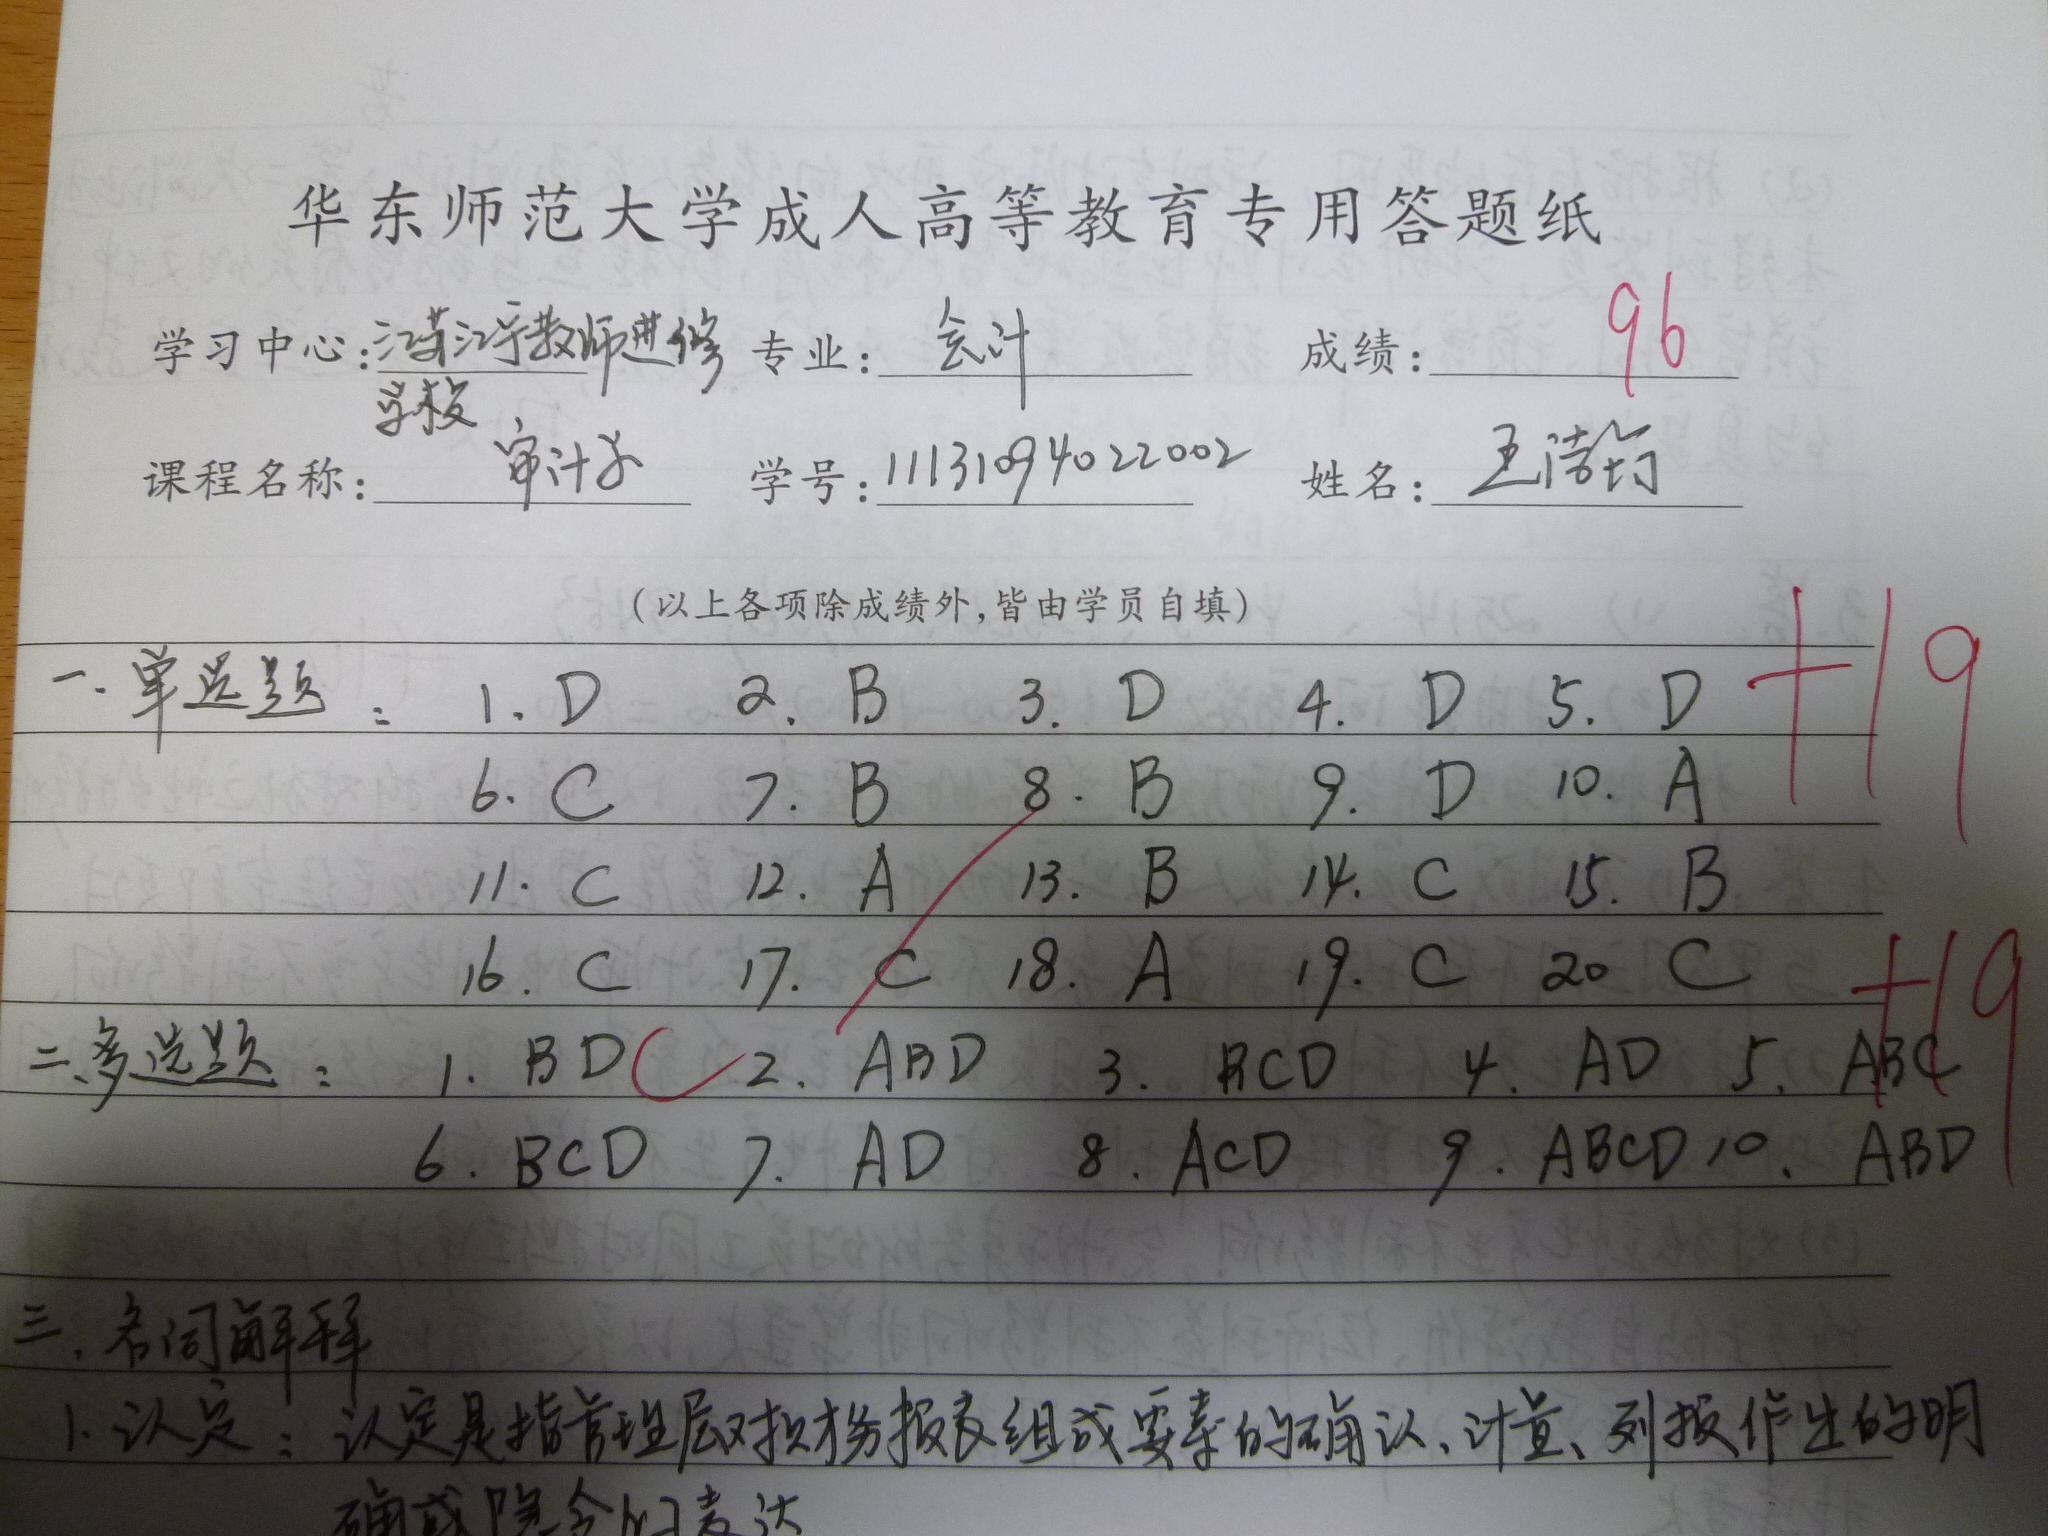 华东师范大学成人高等教育专用答题纸
学习中心：江苏江宁教师进修学校 专业：会计 成绩：96
课程名称：审计学 学号：11131094022002 姓名：王浩
（以上各项除成绩外，皆由学员自填）
一.单选题： 1. D 2. B 3. D 4. D 5. D +19
6. C 7. B 8. B 9. D 10. A
11. C 12. A 13. B 14. C 15. B
16. C 17. C 18. A 19. C 20 C +19
二、多选题： 1. BDC 2. ABD 3. BCD 4. AD 5. ABC
6. BCD 7. AD 8. ACD 9. ABCD 10. ABD
三.名词解释
1.认定：认定是指管理层对财务报表组成要素的确认、计量、列报作出的明
确或隐含的表达